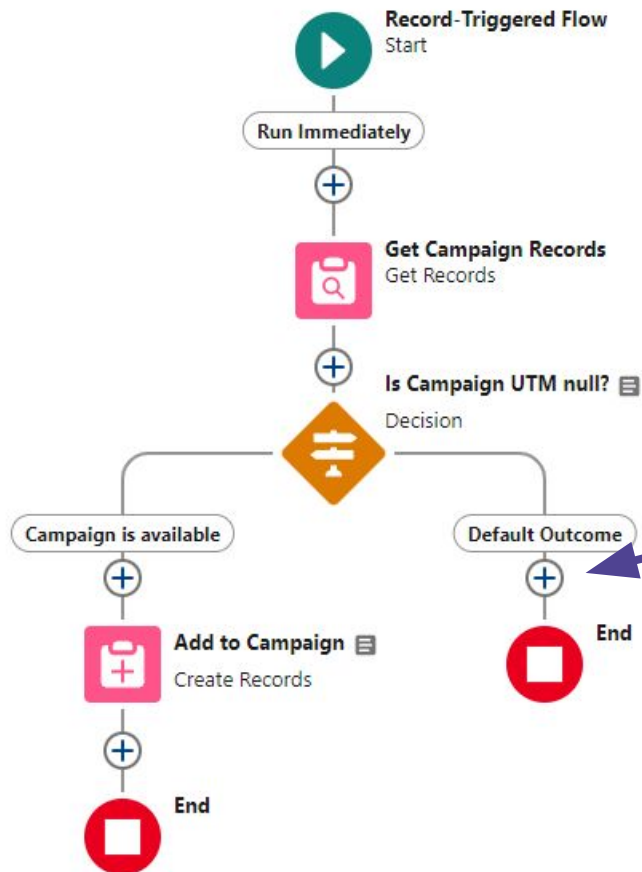 Record-Triggered Flow
Start
Run Immediately
Get Campaign Records
Get Records
Is Campaign UTM null?
Decision
Campaign is available
Default Outcome
Add to Campaign
Create Records
End
End